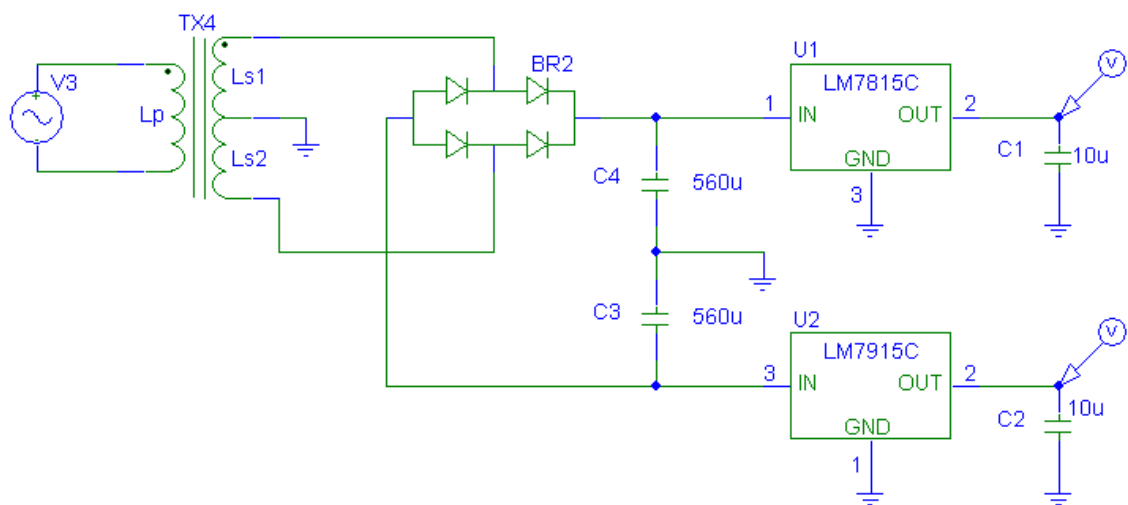 TX4
V3
Lp
Ls1
Ls2
BR2
C4
560u
C3
560u
U1
LM7815C
1
IN
OUT
2
GND
3
C1
10u
V
U2
LM7915C
3
IN
OUT
2
GND
1
C2
10u
V